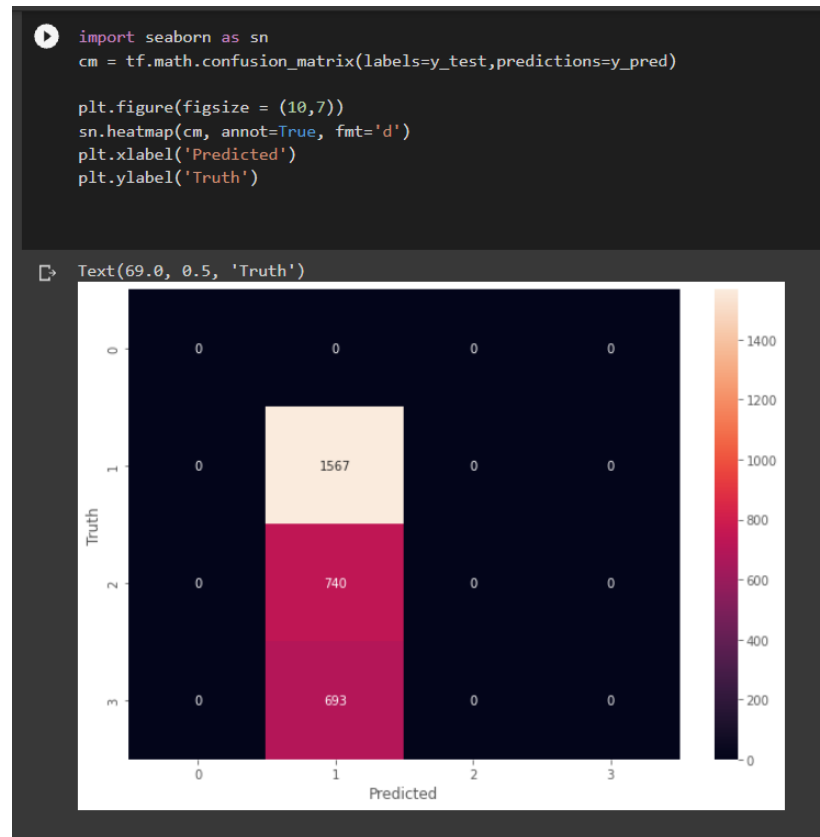 import seaborn as sn
cm = tf.math.confusion_matrix(labels=y_test,predictions=y_pred)
plt.figure(figsize = (10,7))
sn.heatmap(cm, annot=True, fmt='d')
plt.xlabel('Predicted')
plt.ylabel('Truth')
Text(69.0, 0.5, 'Truth')
0 0 0 0 0
1 0 1567 0 0
2 0 740 0 0
3 0 693 0 0
0 1 2 3
Predicted
Truth
1400
1200
1000
800
600
400
200
0